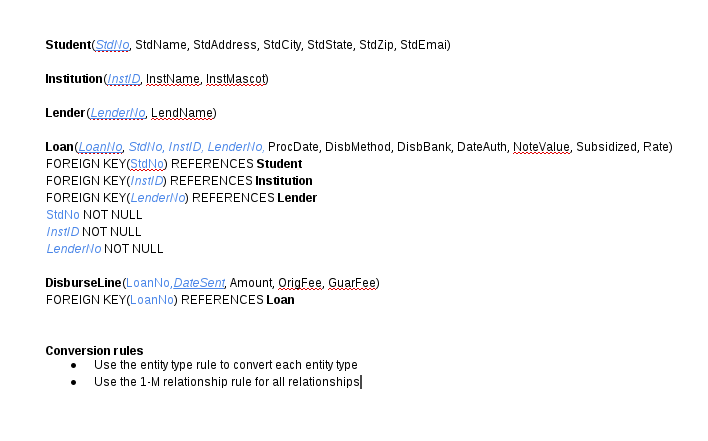 Student(StdNo, StdName, StdAddress, StdCity, StdState, StdZip, StdEmai)
Institution(InstID, InstName, InstMascot)
Lender(LenderNo, LendName)
Loan(LoanNo, StdNo, InstID, LenderNo, ProcDate, DisbMethod, DisbBank, DateAuth, NoteValue, Subsidized, Rate)
FOREIGN KEY(StdNo) REFERENCES Student
FOREIGN KEY(InstID) REFERENCES Institution
FOREIGN KEY(LenderNo) REFERENCES Lender
StdNo NOT NULL
InstID NOT NULL
LenderNo NOT NULL
DisburseLine(LoanNo,DateSent, Amount, OrigFee, GuarFee)
FOREIGN KEY(LoanNo) REFERENCES Loan
Conversion rules
● Use the entity type rule to convert each entity type
● Use the 1-M relationship rule for all relationships